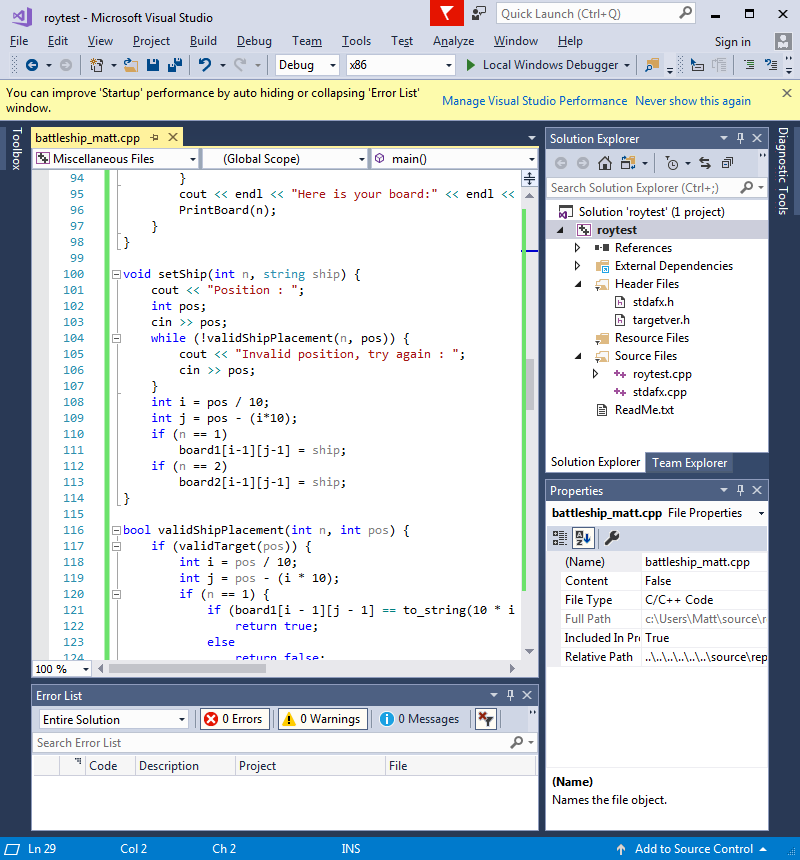 roytest - Microsoft Visual Studio
Quick Launch (Ctrl+Q)
File Edit View Project Build Debug Team Tools Test Analyze Window Help Sign in
Debug x86 Local Windows Debugger
You can improve 'Startup' performance by auto hiding or collapsing 'Error List' window.
Manage Visual Studio Performance Never show this again
Toolbox
battleship_matt.cpp
Miscellaneous Files (Global Scope) main()
94 }
95 cout << endl << "Here is your board:" << endl <<
96 PrintBoard(n);
97 }
98 }
99
100 void setShip(int n, string ship) {
101 cout << "Position : ";
102 int pos;
103 cin >> pos;
104 while (!validShipPlacement(n, pos)) {
105 cout << "Invalid position, try again : ";
106 cin >> pos;
107 }
108 int i = pos / 10;
109 int j = pos - (i*10);
110 if (n == 1)
111 board1[i-1][j-1] = ship;
112 if (n == 2)
113 board2[i-1][j-1] = ship;
114 }
115
116 bool validShipPlacement(int n, int pos) {
117 if (validTarget(pos)) {
118 int i = pos / 10;
119 int j = pos - (i * 10);
120 if (n == 1) {
121 if (board1[i - 1][j - 1] == to_string(10 * i
122 return true;
123 else
124 return false;
100 %
Error List
Entire Solution 0 Errors 0 Warnings 0 Messages
Search Error List
Code Description Project File
Solution Explorer
Search Solution Explorer (Ctrl+;)
Solution 'roytest' (1 project)
roytest
References
External Dependencies
Header Files
stdafx.h
targetver.h
Resource Files
Source Files
roytest.cpp
stdafx.cpp
ReadMe.txt
Solution Explorer Team Explorer
Properties
battleship_matt.cpp File Properties
(Name) battleship_matt.cpp
Content False
File Type C/C++ Code
Full Path c:\Users\Matt\source\r
Included In Pr True
Relative Path ..\..\..\..\..\..\source\rep
(Name)
Names the file object.
Diagnostic Tools
Ln 29 Col 2 Ch 2 INS Add to Source Control